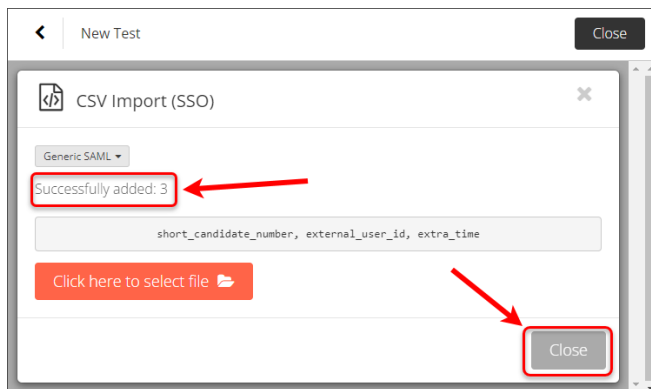 New Test
Close
CSV Import (SSO)
Generic SAML
Successfully added: 3
short_candidate_number, external_user_id, extra_time
Click here to select file
Close